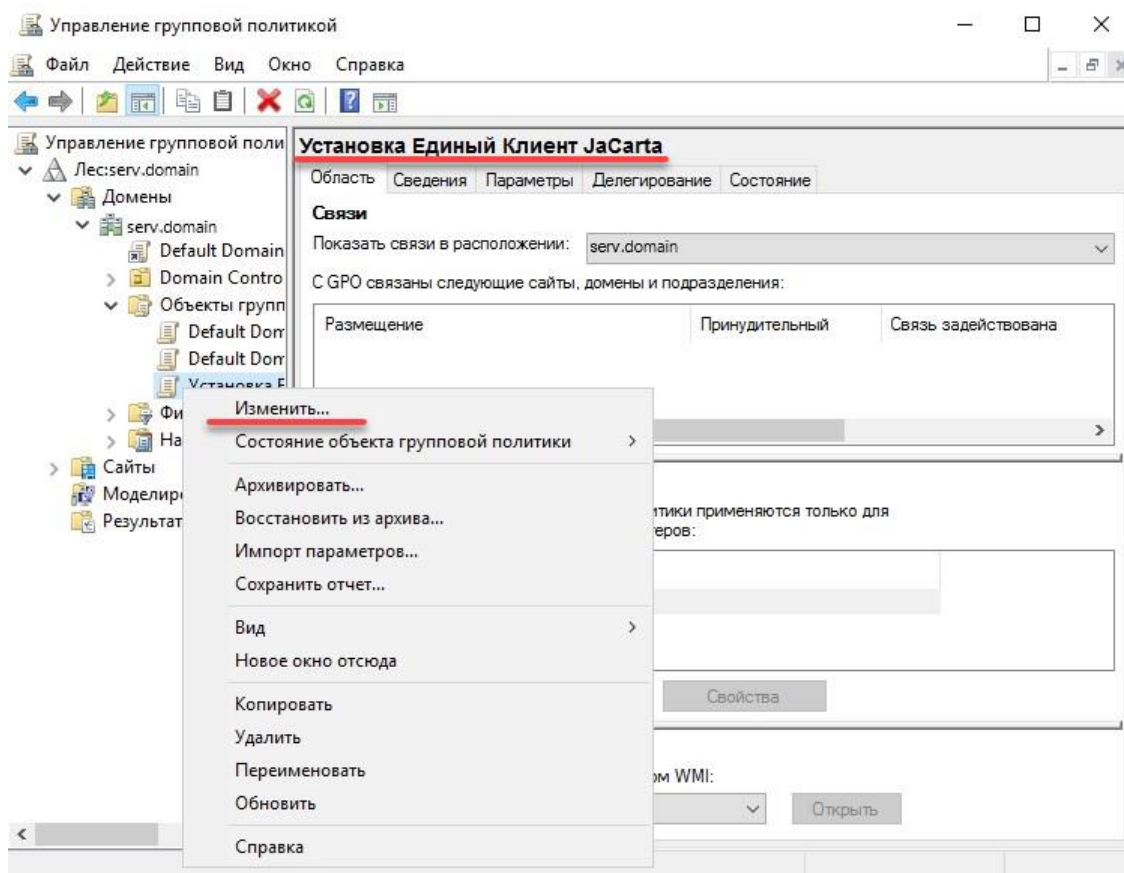 Управление групповой политикой
Файл Действие Вид Окно Справка
Управление групповой поли
Лес:serv.domain
Домены
serv.domain
Default Domain
Domain Contro
Объекты групп
Default Dom
Default Dom
Установка Е
Фи
На
Сайты
Моделир
Результат
Установка Единый Клиент JaCarta
Область Сведения Параметры Делегирование Состояние
Связи
Показать связи в расположении: serv.domain
С GPO связаны следующие сайты, домены и подразделения:
Размещение Принудительный Связь задействована
Изменить...
Состояние объекта групповой политики
Архивировать...
Восстановить из архива...
Импорт параметров...
Сохранить отчет...
Вид
Новое окно отсюда
Копировать
Удалить
Переименовать
Обновить
Справка
итики применяются только для
еров:
Свойства
ом WMI:
Открыть